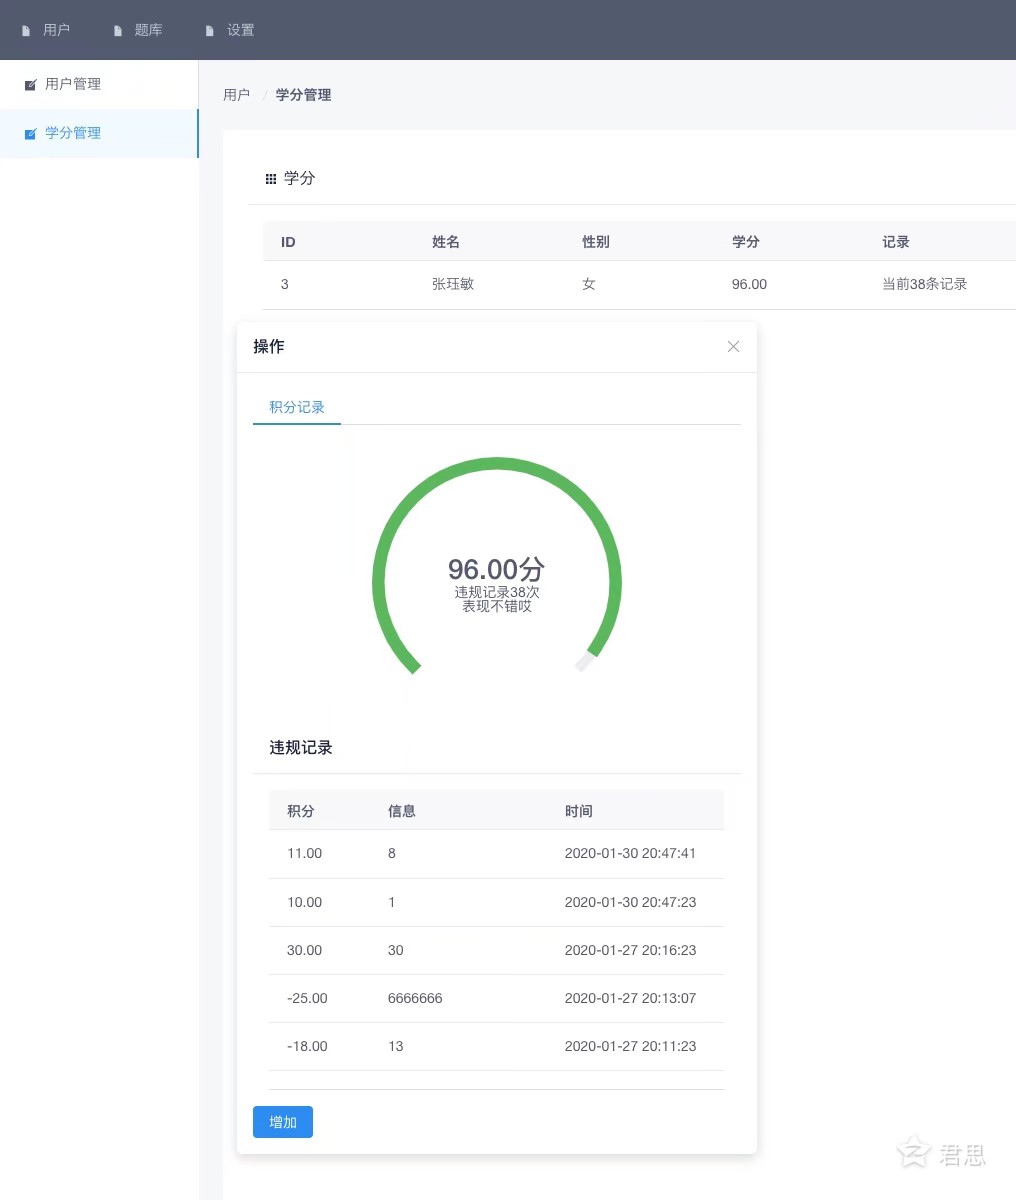 用户 题库 设置
用户管理
学分管理
用户 / 学分管理
学分
ID 姓名 性别 学分 记录
3 张珏敏 女 96.00 当前38条记录
操作
积分记录
96.00分
违规记录38次
表现不错哎
违规记录
积分 信息 时间
11.00 8 2020-01-30 20:47:41
10.00 1 2020-01-30 20:47:23
30.00 30 2020-01-27 20:16:23
-25.00 6666666 2020-01-27 20:13:07
-18.00 13 2020-01-27 20:11:23
增加
君思